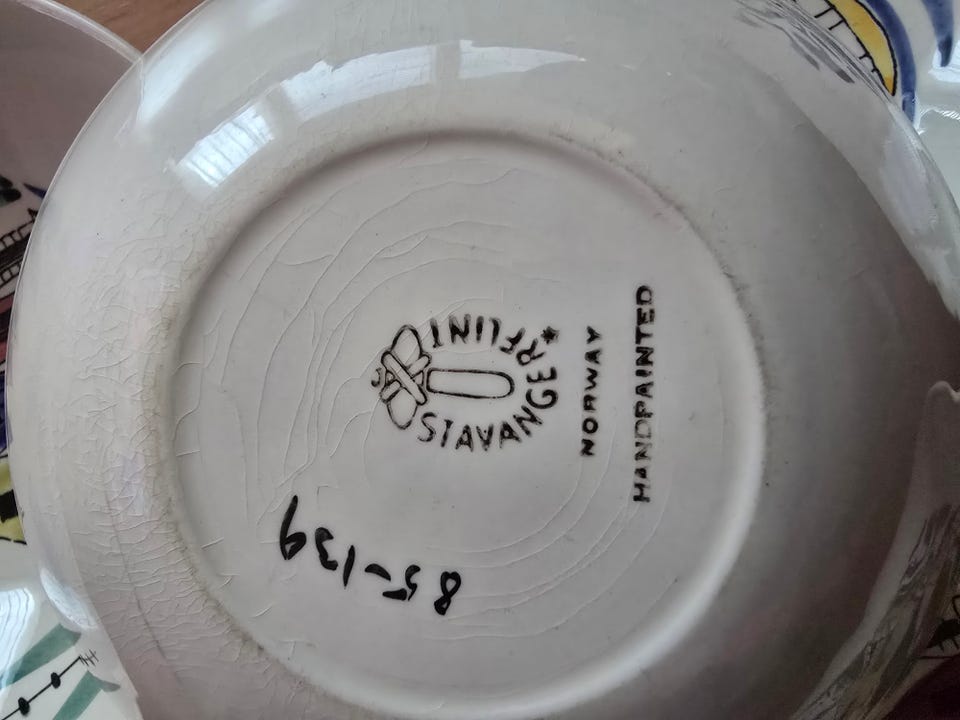 STAVANGERFLINT
NORWAY
HANDPAINTED
85-139